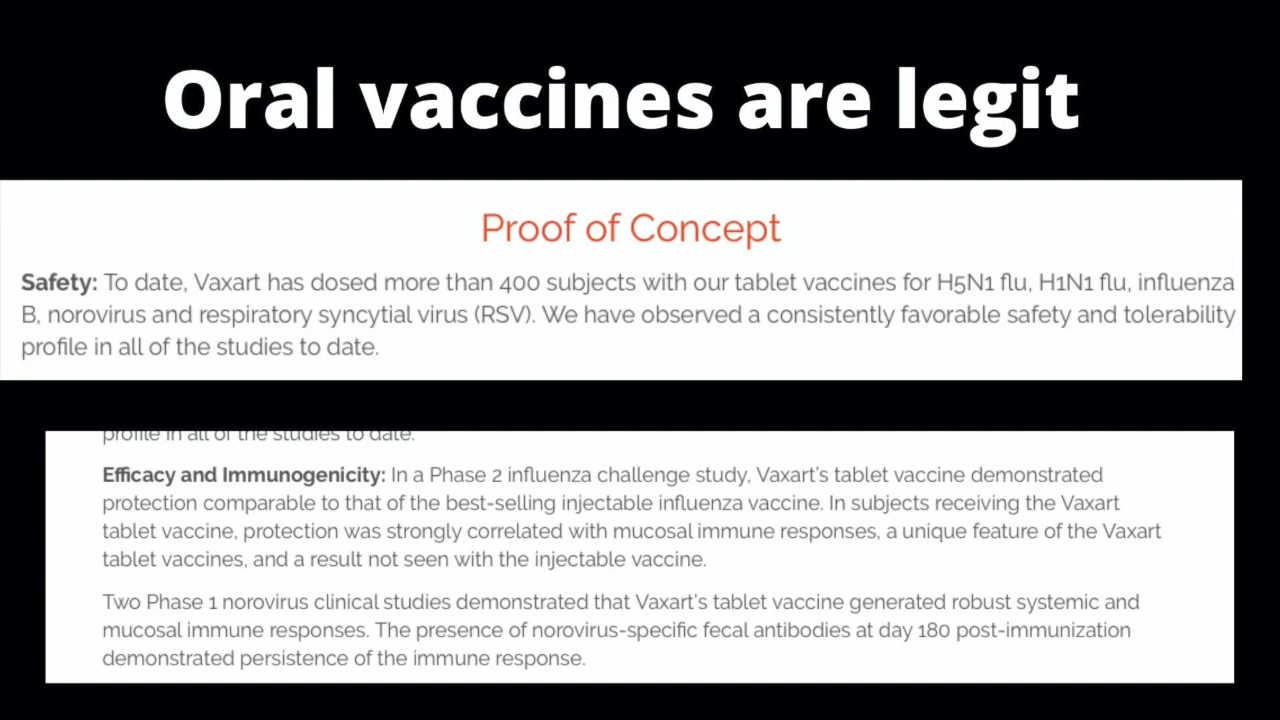 Oral vaccines are legit
Proof of Concept
Safety: To date, Vaxart has dosed more than 400 subjects with our tablet vaccines for H5N1 flu, H1N1 flu, influenza
B, norovirus and respiratory syncytial virus (RSV). We have observed a consistently favorable safety and tolerability
profile in all of the studies to date.
profile in all of the studies to date.
Efficacy and Immunogenicity: In a Phase 2 influenza challenge study, Vaxart's tablet vaccine demonstrated
protection comparable to that of the best-selling injectable influenza vaccine. In subjects receiving the Vaxart
tablet vaccine, protection was strongly correlated with mucosal immune responses, a unique feature of the Vaxart
tablet vaccines, and a result not seen with the injectable vaccine.
Two Phase 1 norovirus clinical studies demonstrated that Vaxart's tablet vaccine generated robust systemic and
mucosal immune responses. The presence of norovirus-specific fecal antibodies at day 180 post-immunization
demonstrated persistence of the immune response.